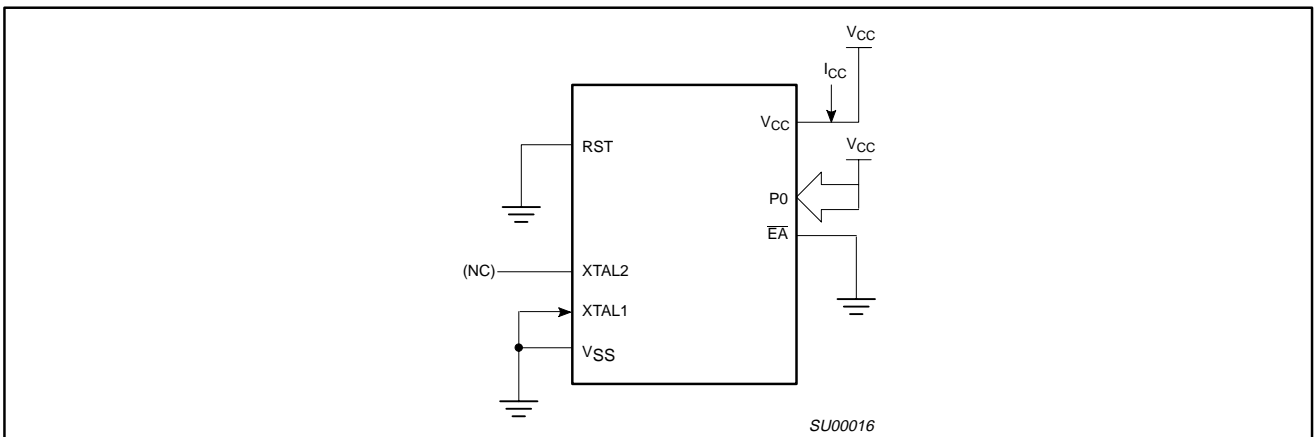 VCC
ICC
VCC
RST
VCC
P0
EA
(NC)
XTAL2
XTAL1
VSS
SU00016